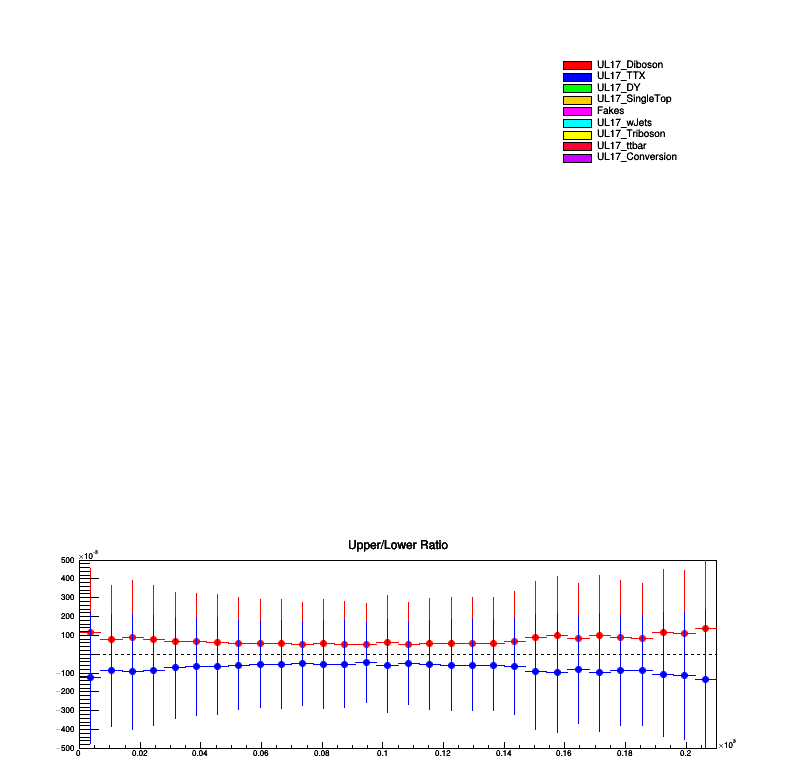 UL17_Diboson
UL17_TTX
UL17_DY
UL17_SingleTop
Fakes
UL17_wJets
UL17_Triboson
UL17_ttbar
UL17_Conversion
Upper/Lower Ratio
×10⁻³
500
400
300
200
100
−100
−200
−300
−400
−500
0 0.02 0.04 0.06 0.08 0.1 0.12 0.14 0.16 0.18 0.2